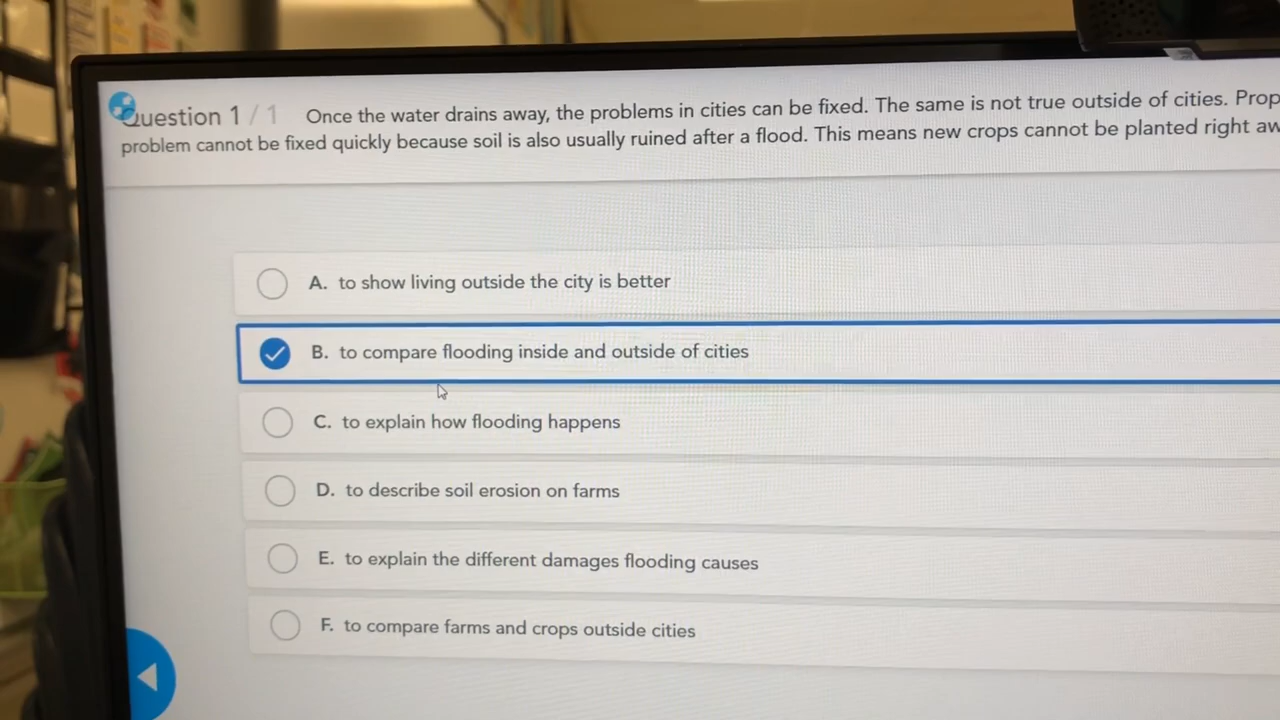 Question 1 / 1 Once the water drains away, the problems in cities can be fixed. The same is not true outside of cities.
problem cannot be fixed quickly because soil is also usually ruined after a flood. This means new crops cannot be planted right
A. to show living outside the city is better
B. to compare flooding inside and outside of cities
C. to explain how flooding happens
D. to describe soil erosion on farms
E. to explain the different damages flooding causes
F. to compare farms and crops outside cities